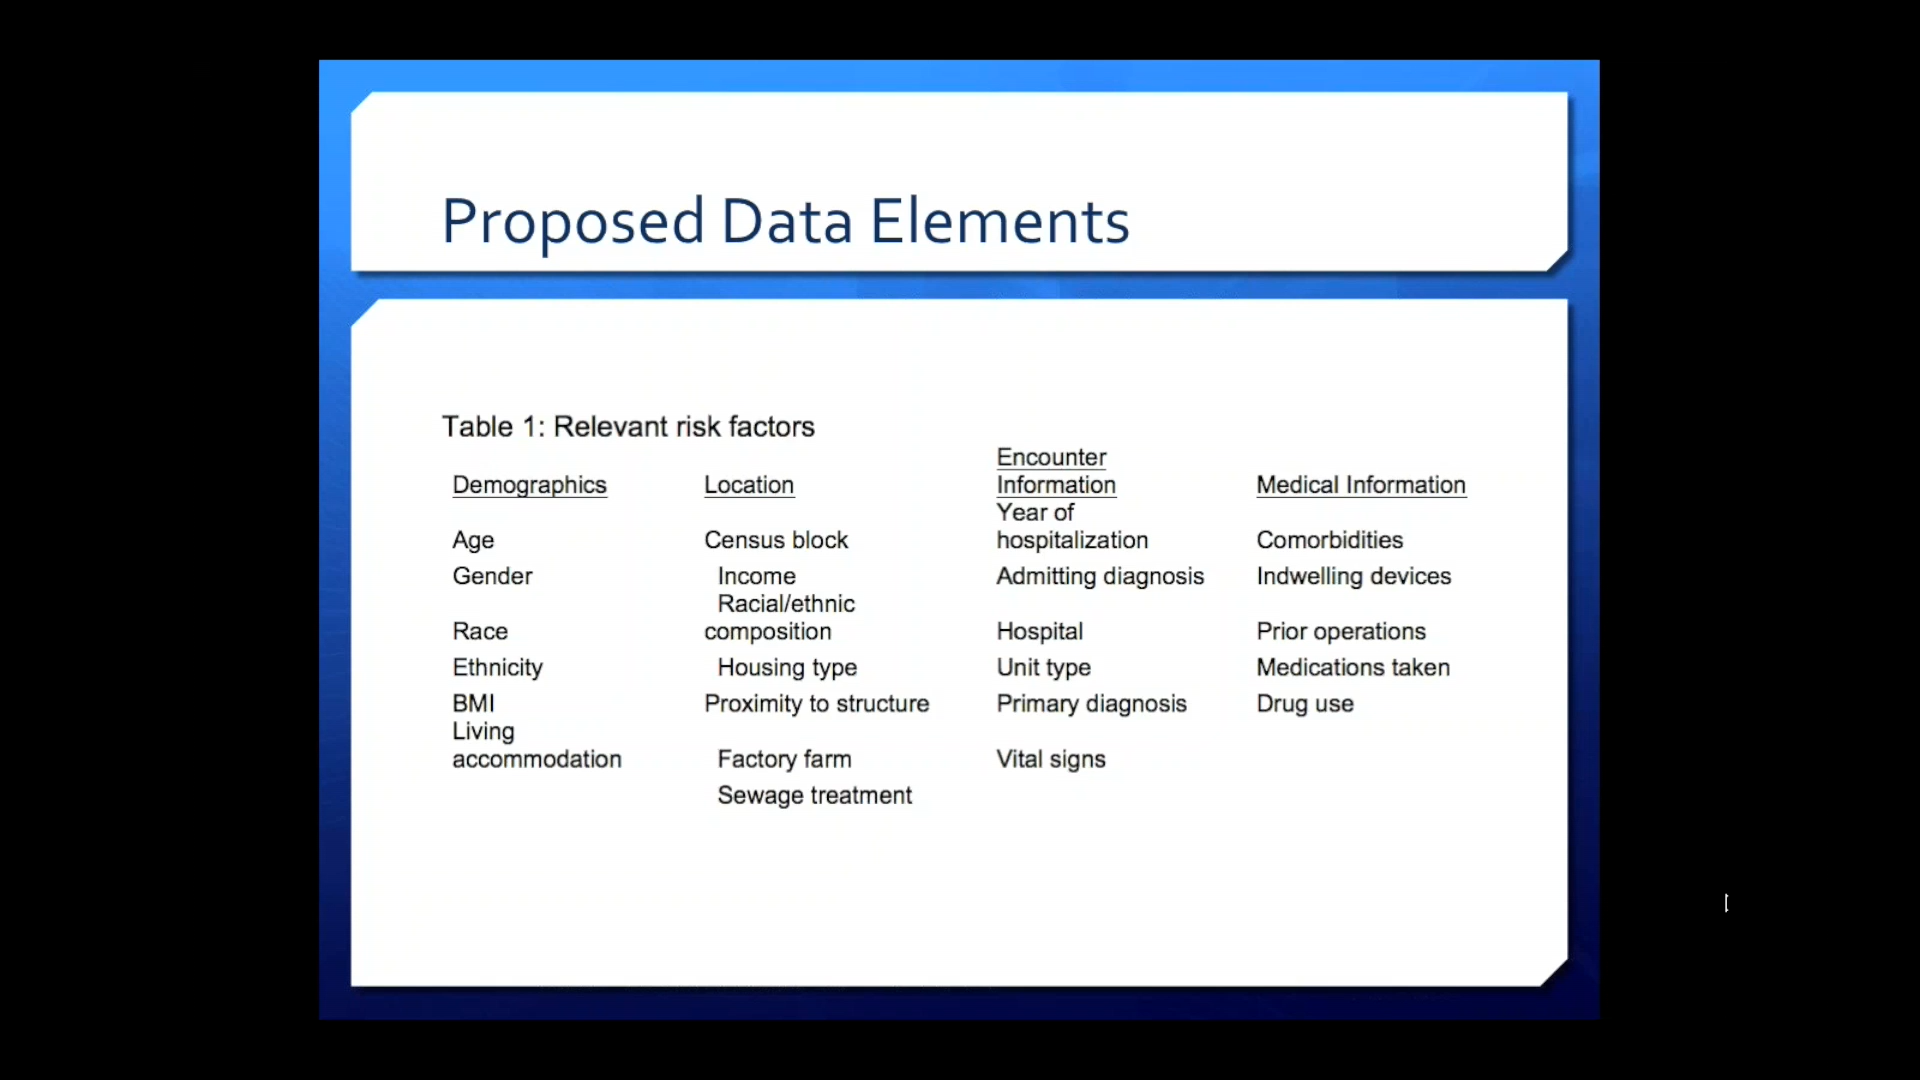 Proposed Data Elements
Table 1: Relevant risk factors
Encounter
Demographics Location Information Medical Information
Year of
Age Census block hospitalization Comorbidities
Gender Income Admitting diagnosis Indwelling devices
Racial/ethnic
Race composition Hospital Prior operations
Ethnicity Housing type Unit type Medications taken
BMI Proximity to structure Primary diagnosis Drug use
Living
accommodation Factory farm Vital signs
Sewage treatment